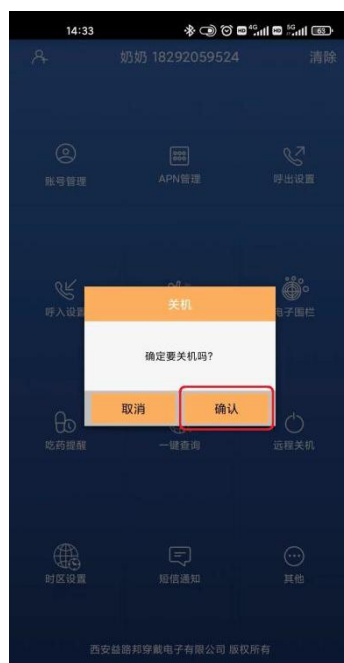 14:33
4G
5G
63
奶奶 18292059524
清除
账号管理
APN管理
呼出设置
呼入设置
电子围栏
关机
确定要关机吗?
取消
确认
吃药提醒
一键查询
远程关机
时区设置
短信通知
其他
西安益路邦穿戴电子有限公司 版权所有